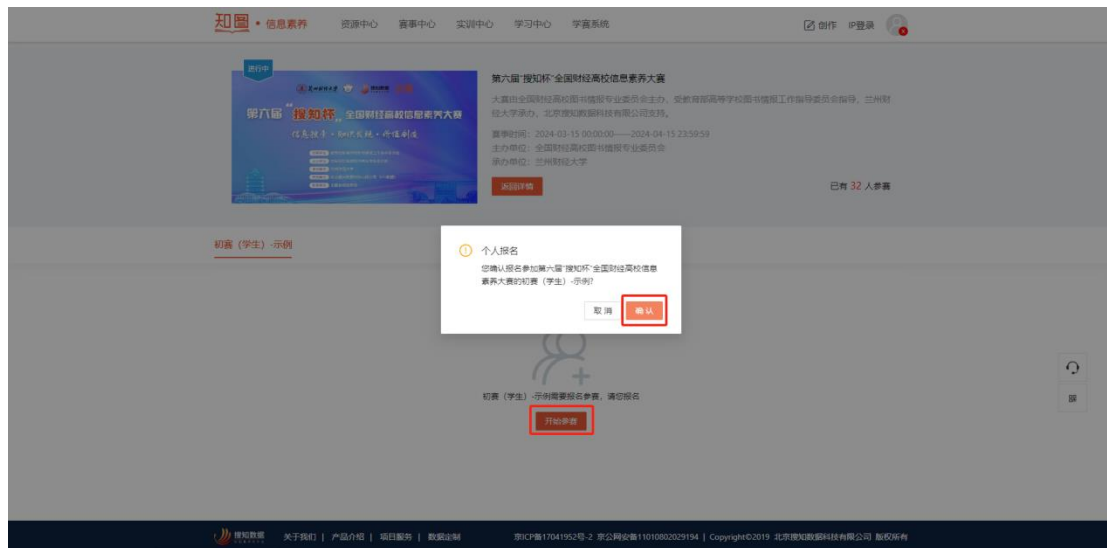 知圖 • 信息素养 资源中心 赛事中心 实训中心 学习中心 学赛系统 创作 IP登录
进行中
第六届"搜知杯"全国财经高校信息素养大赛
第六届"搜知杯"全国财经高校信息素养大赛
大赛由全国财经高校图书情报专业委员会主办，受教育部高等学校图书情报工作指导委员会指导，兰州财
经大学承办，北京搜知数据科技有限公司支持。
赛事时间：2024-03-15 00:00:00——2024-04-15 23:59:59
主办单位：全国财经高校图书情报专业委员会
承办单位：兰州财经大学
返回详情 已有 32 人参赛
初赛（学生）-示例
个人报名
您确认报名参加第六届"搜知杯"全国财经高校信息
素养大赛的初赛（学生）-示例?
取 消 确 认
初赛（学生）-示例需要报名参赛，请您报名
开始参赛
搜知数据 关于我们 | 产品介绍 | 项目服务 | 数据定制 京ICP备17041952号-2 京公网安备11010802029194 | Copyright©2019 北京搜知数据科技有限公司 版权所有